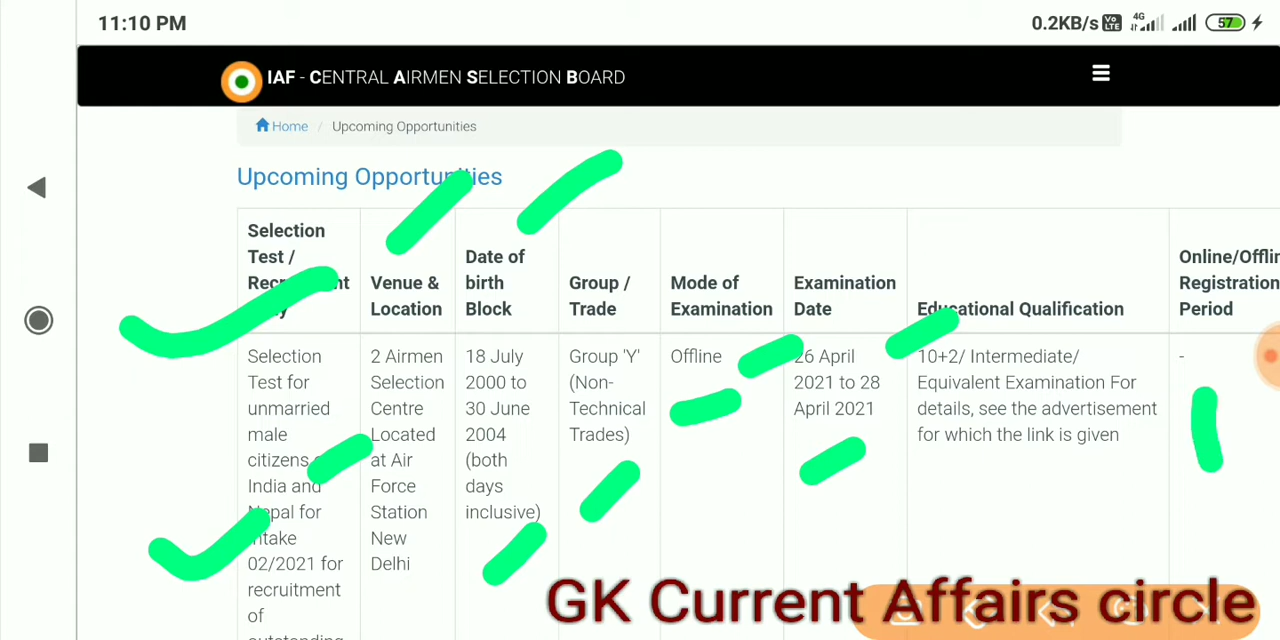 11:10 PM
0.2KB/s Vo LTE 4G 57
IAF - CENTRAL AIRMEN SELECTION BOARD
Home / Upcoming Opportunities
Upcoming Opportunities
Selection
Test /
Venue &
Location
Date of
birth
Block
Group /
Trade
Mode of
Examination
Examination
Date
Educational Qualification
Online/Offlin
Registration
Period
Selection
Test for
unmarried
male
citizens
India and
Nepal for
intake
02/2021 for
recruitment
of
2 Airmen
Selection
Centre
Located
at Air
Force
Station
New
Delhi
18 July
2000 to
30 June
2004
(both
days
inclusive)
Group 'Y'
(Non-
Technical
Trades)
Offline
26 April
2021 to 28
April 2021
10+2/ Intermediate/
Equivalent Examination For
details, see the advertisement
for which the link is given
-
GK Current Affairs circle